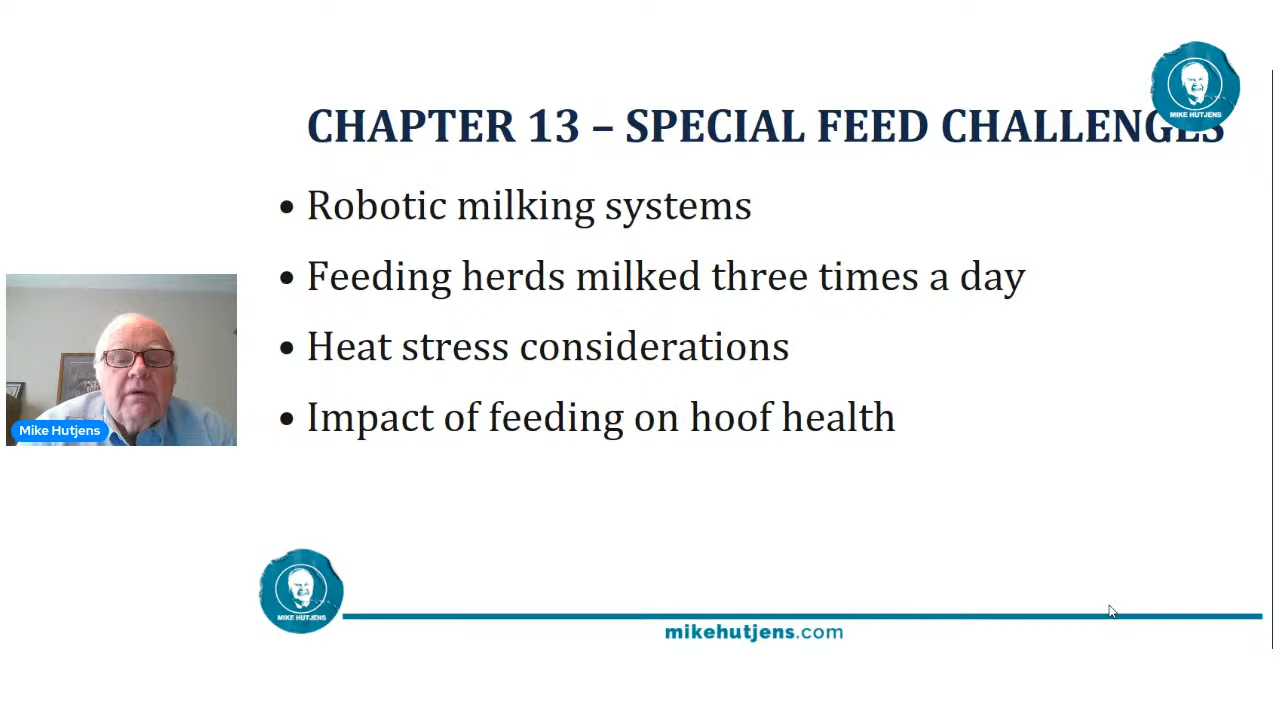 MIKE HUTJENS
CHAPTER 13 – SPECIAL FEED CHALLENGES
• Robotic milking systems
• Feeding herds milked three times a day
• Heat stress considerations
• Impact of feeding on hoof health
Mike Hutjens
MIKE HUTJENS
mikehutjens.com